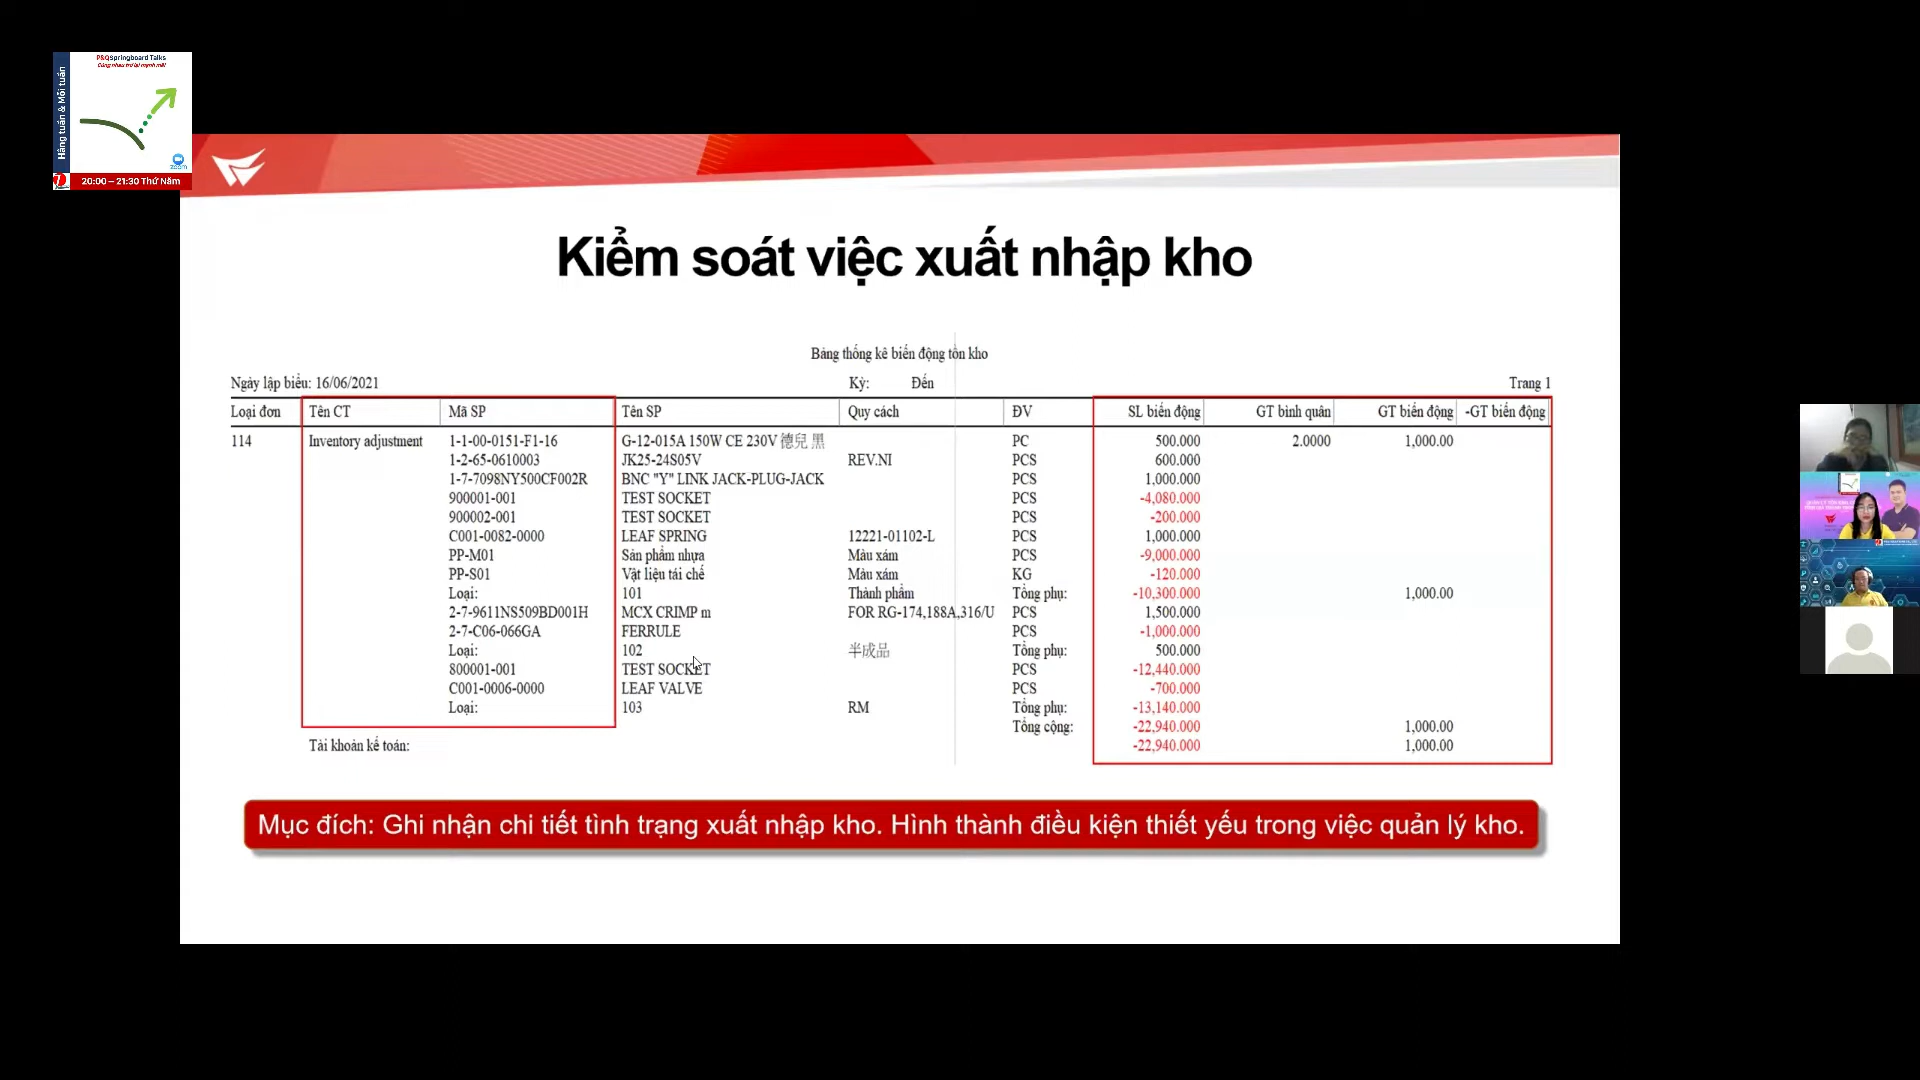 P&QSpringboard Talks
Cùng nhau trở lại mạnh mẽ!
Hằng tuần & Mỗi tuần
zoom
20:00 – 21:30 Thứ Năm
Kiểm soát việc xuất nhập kho
Bảng thống kê biến động tồn kho
Ngày lập biểu: 16/06/2021 Kỳ: Đến Trang 1
Loại đơn Tên CT Mã SP Tên SP Quy cách ĐV SL biến động GT bình quân GT biến động -GT biến động
114 Inventory adjustment 1-1-00-0151-F1-16 G-12-015A 150W CE 230V 德兒 黑 PC 500.000 2.0000 1,000.00
1-2-65-0610003 JK25-24S05V REV.NI PCS 600.000
1-7-7098NY500CF002R BNC "Y" LINK JACK-PLUG-JACK PCS 1,000.000
900001-001 TEST SOCKET PCS -4,080.000
900002-001 TEST SOCKET PCS -200.000
C001-0082-0000 LEAF SPRING 12221-01102-L PCS 1,000.000
PP-M01 Sản phẩm nhựa Màu xám PCS -9,000.000
PP-S01 Vật liệu tái chế Màu xám KG -120.000
Loại: 101 Thành phẩm Tổng phụ: -10,300.000 1,000.00
2-7-9611NS509BD001H MCX CRIMP m FOR RG-174,188A,316/U PCS 1,500.000
2-7-C06-066GA FERRULE PCS -1,000.000
Loại: 102 半成品 Tổng phụ: 500.000
800001-001 TEST SOCKET PCS -12,440.000
C001-0006-0000 LEAF VALVE PCS -700.000
Loại: 103 RM Tổng phụ: -13,140.000
Tổng cộng: -22,940.000 1,000.00
Tài khoản kế toán: -22,940.000 1,000.00
Mục đích: Ghi nhận chi tiết tình trạng xuất nhập kho. Hình thành điều kiện thiết yếu trong việc quản lý kho.